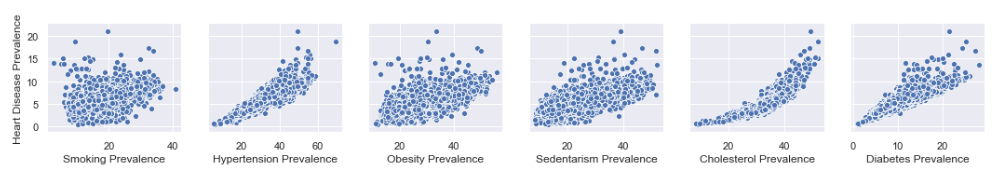 Heart Disease Prevalence
20
15
10
5
0
20 40
Smoking Prevalence
20 40 60
Hypertension Prevalence
20 40
Obesity Prevalence
20 40
Sedentarism Prevalence
20 40
Cholesterol Prevalence
0 10 20
Diabetes Prevalence